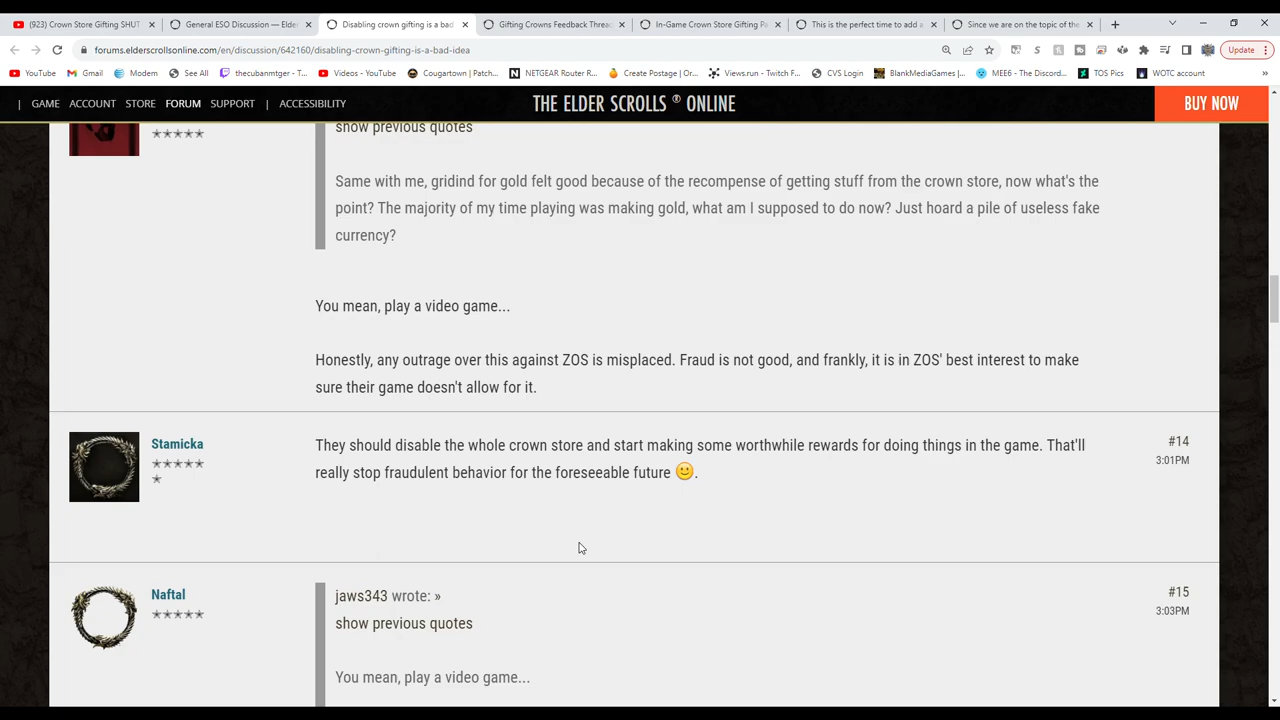 (923) Crown Store Gifting SHUT
General ESO Discussion — Elder
Disabling crown gifting is a bad
Gifting Crowns Feedback Thread
In-Game Crown Store Gifting Pa
This is the perfect time to add a
Since we are on the topic of the
forums.elderscrollsonline.com/en/discussion/642160/disabling-crown-gifting-is-a-bad-idea
Update
YouTube
Gmail
Modem
See All
thecubanmtger - T...
Videos - YouTube
Cougartown | Patch...
NETGEAR Router R...
Create Postage | Or...
Views.run - Twitch F...
CVS Login
BlankMediaGames |...
MEE6 - The Discord...
TOS Pics
WOTC account
»
| GAME ACCOUNT STORE FORUM SUPPORT | ACCESSIBILITY
THE ELDER SCROLLS ® ONLINE
BUY NOW
show previous quotes
Same with me, gridind for gold felt good because of the recompense of getting stuff from the crown store, now what's the
point? The majority of my time playing was making gold, what am I supposed to do now? Just hoard a pile of useless fake
currency?
You mean, play a video game...
Honestly, any outrage over this against ZOS is misplaced. Fraud is not good, and frankly, it is in ZOS' best interest to make
sure their game doesn't allow for it.
Stamicka
They should disable the whole crown store and start making some worthwhile rewards for doing things in the game. That'll
really stop fraudulent behavior for the foreseeable future 🙂.
#14
3:01PM
Naftal
jaws343 wrote: »
show previous quotes
You mean, play a video game...
#15
3:03PM